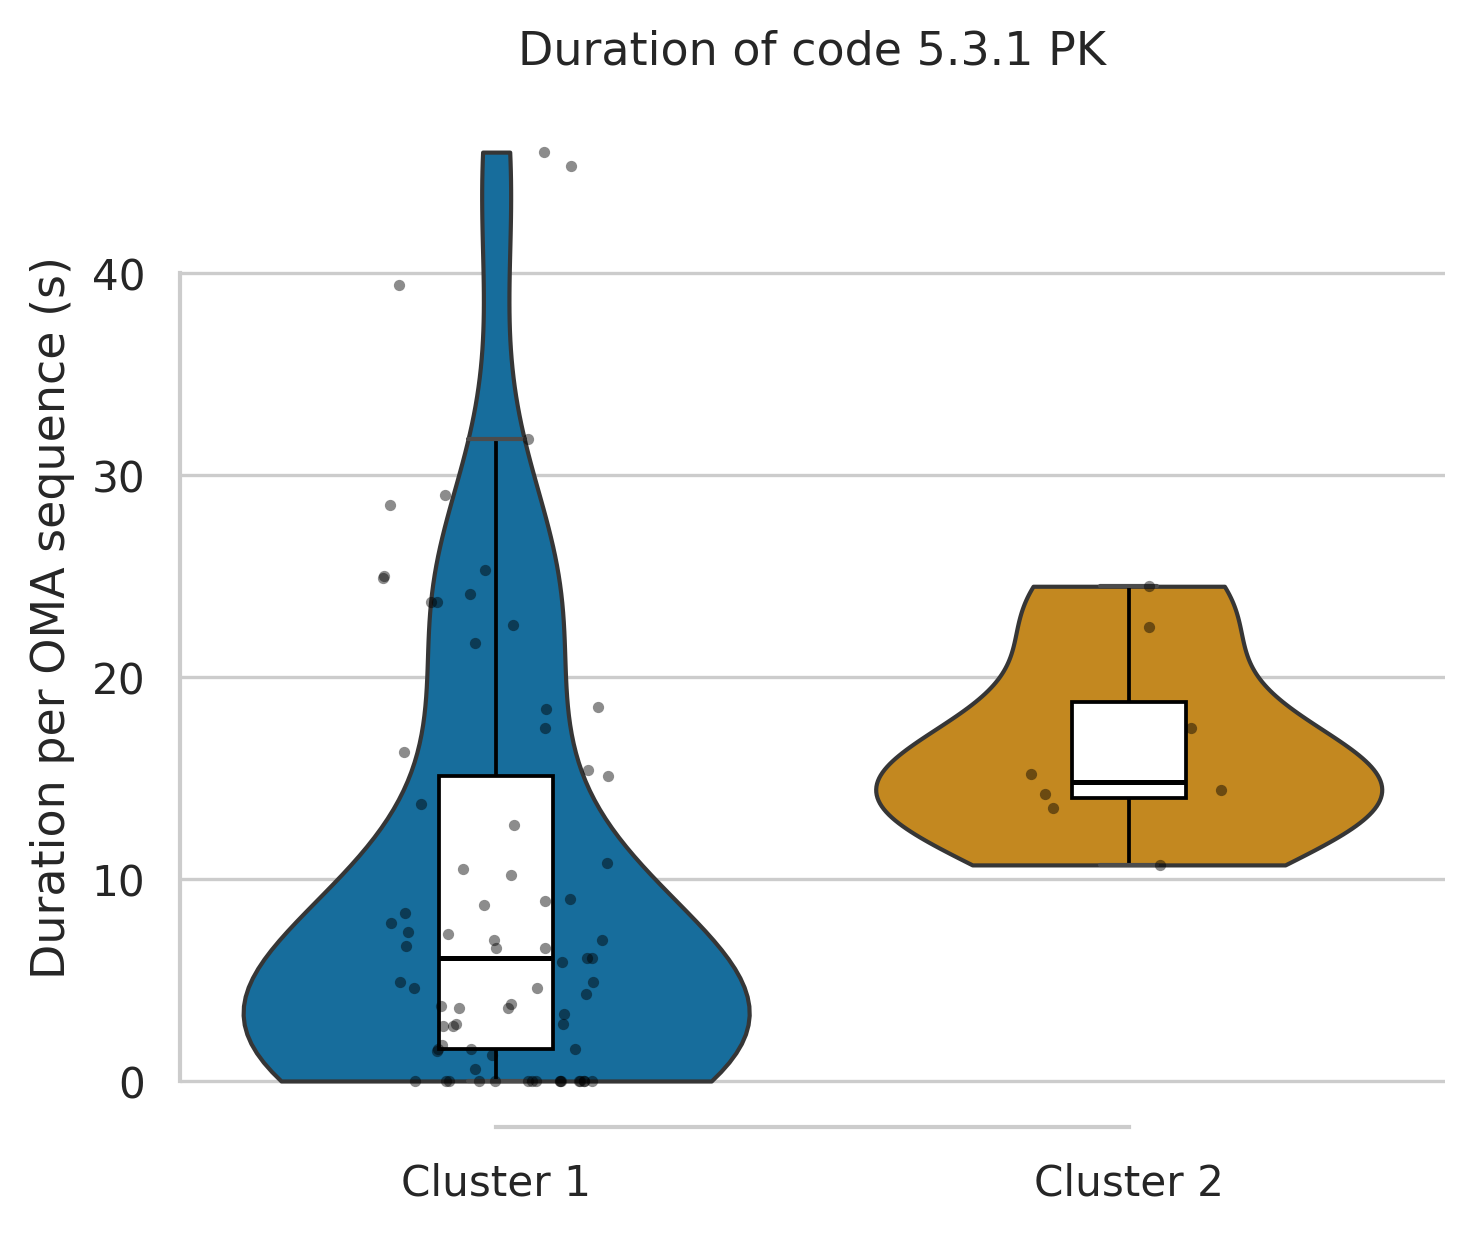 Duration of code 5.3.1 PK
Duration per OMA sequence (s)
40
30
20
10
0
Cluster 1
Cluster 2